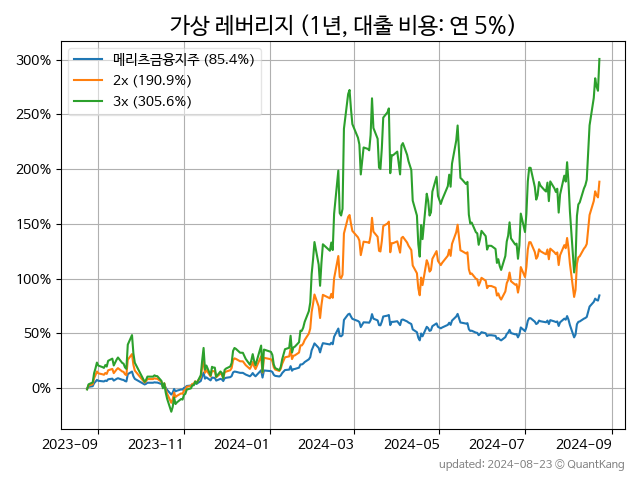 가상 레버리지 (1년, 대출 비용: 연 5%)
메리츠금융지주 (85.4%)
2x (190.9%)
3x (305.6%)
300%
250%
200%
150%
100%
50%
0%
2023-09 2023-11 2024-01 2024-03 2024-05 2024-07 2024-09
updated: 2024-08-23 © QuantKang